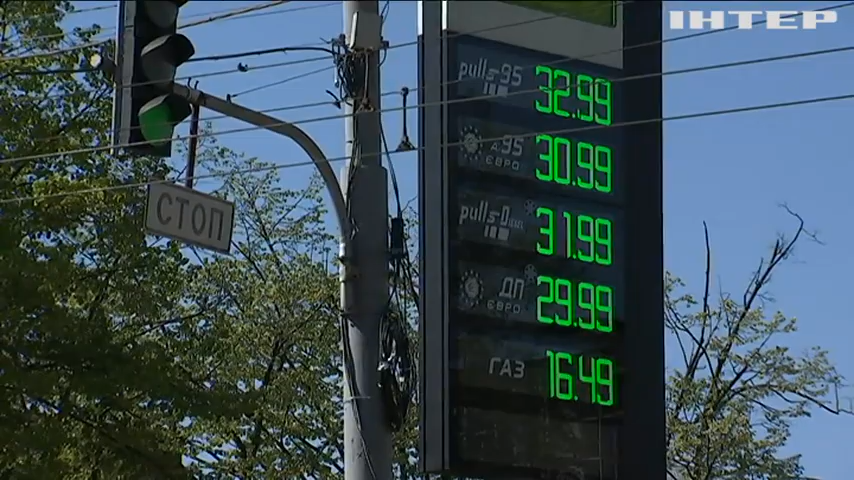 ІНТЕР
СТОП
pulls 95 32.99
А 95 ЄВРО 30.99
pulls Diesel 31.99
ДП ЄВРО 29.99
ГАЗ 16.49